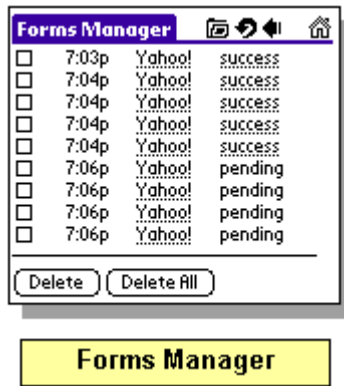 Forms Manager
7:03p Yahoo! success
7:04p Yahoo! success
7:04p Yahoo! success
7:04p Yahoo! success
7:04p Yahoo! success
7:06p Yahoo! pending
7:06p Yahoo! pending
7:06p Yahoo! pending
7:06p Yahoo! pending
Delete Delete All
Forms Manager